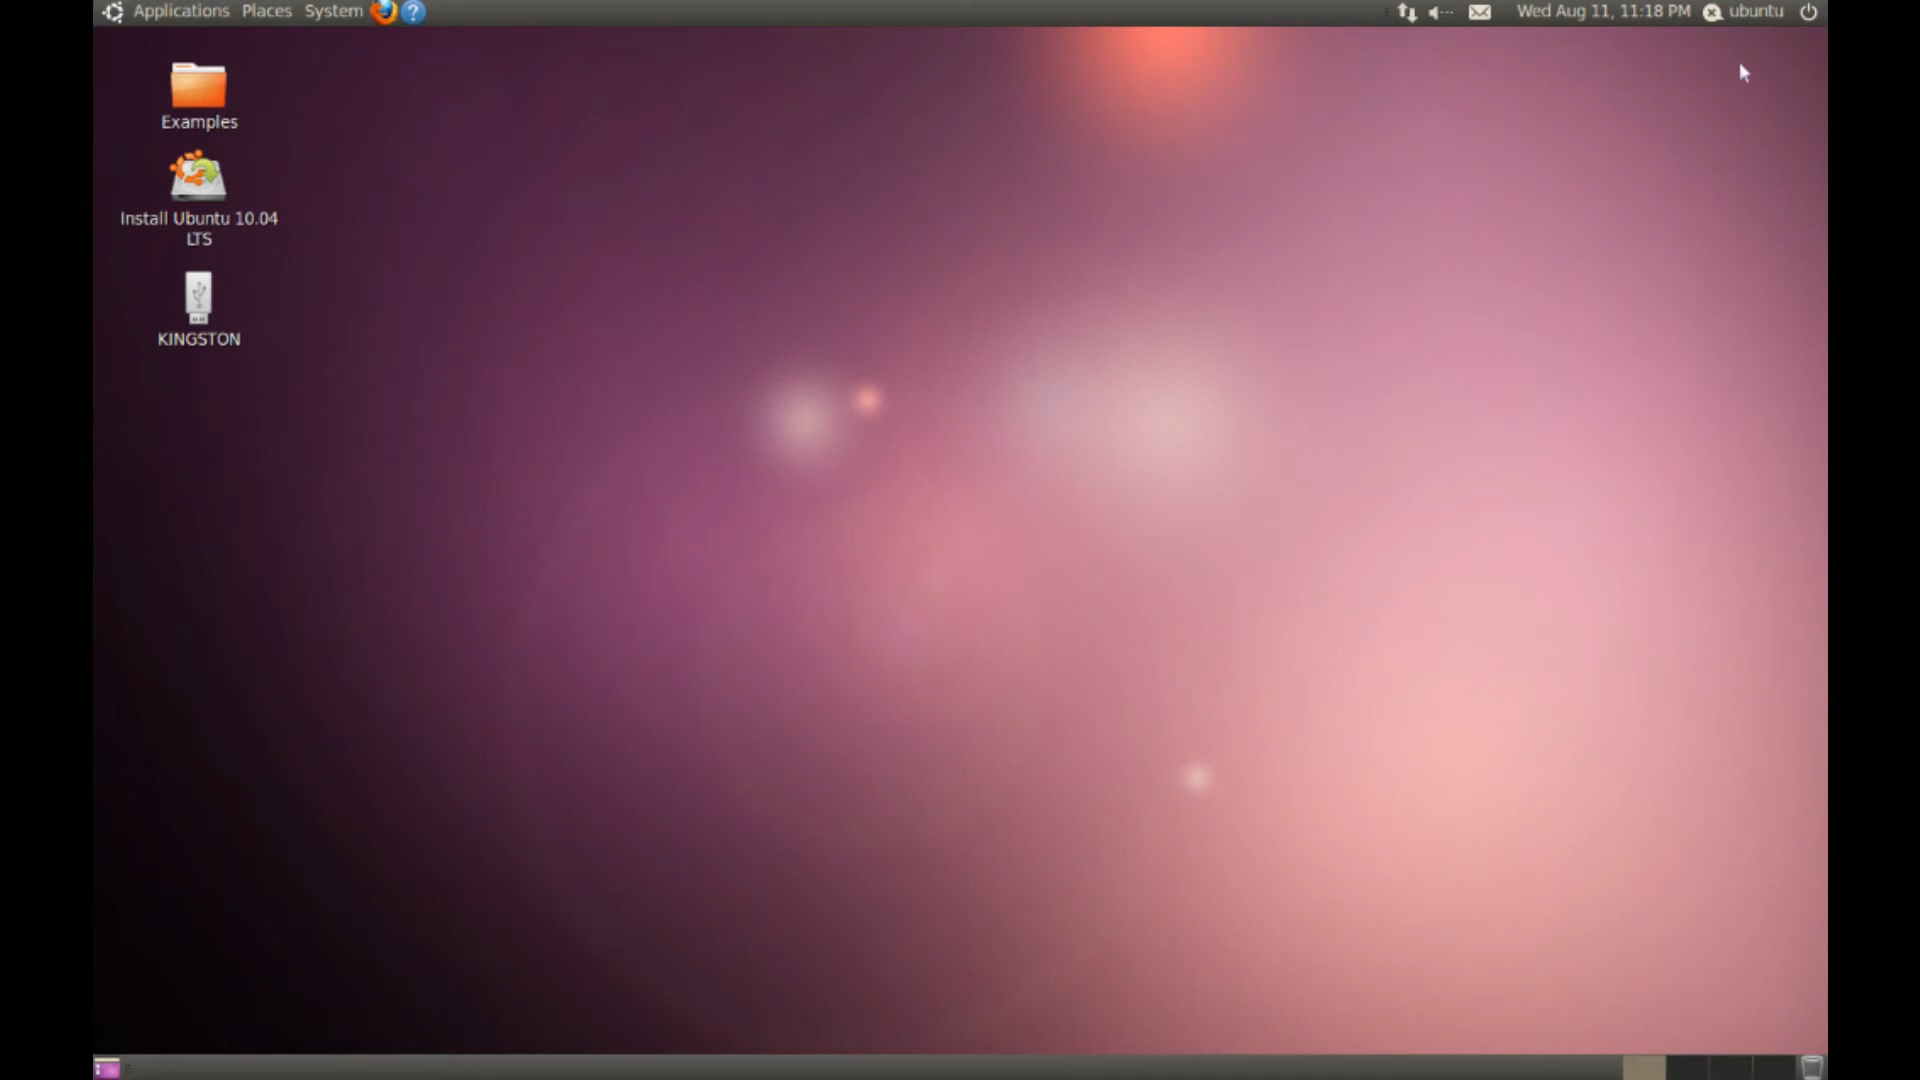 Applications Places System
Wed Aug 11, 11:18 PM ubuntu
Examples
Install Ubuntu 10.04
LTS
KINGSTON